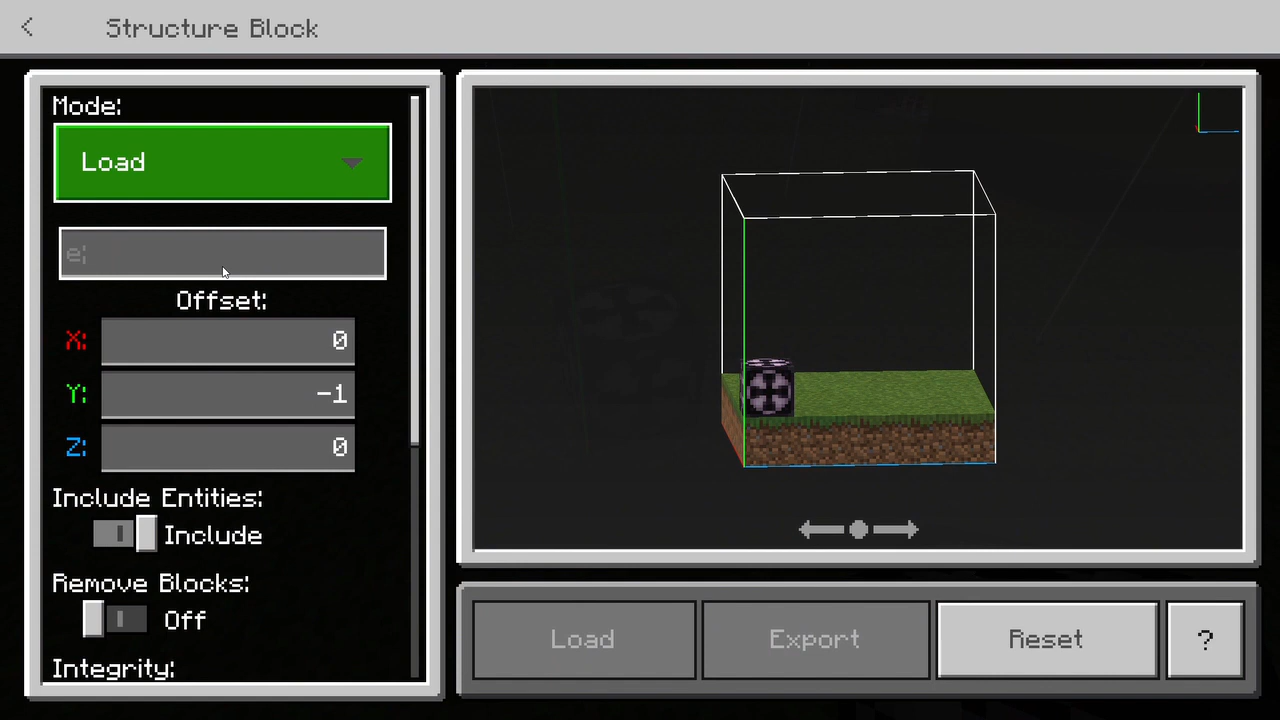 Structure Block
Mode:
Load
e:
Offset:
X: 0
Y: -1
Z: 0
Include Entities:
Include
Remove Blocks:
Off
Integrity:
Load
Export
Reset
?